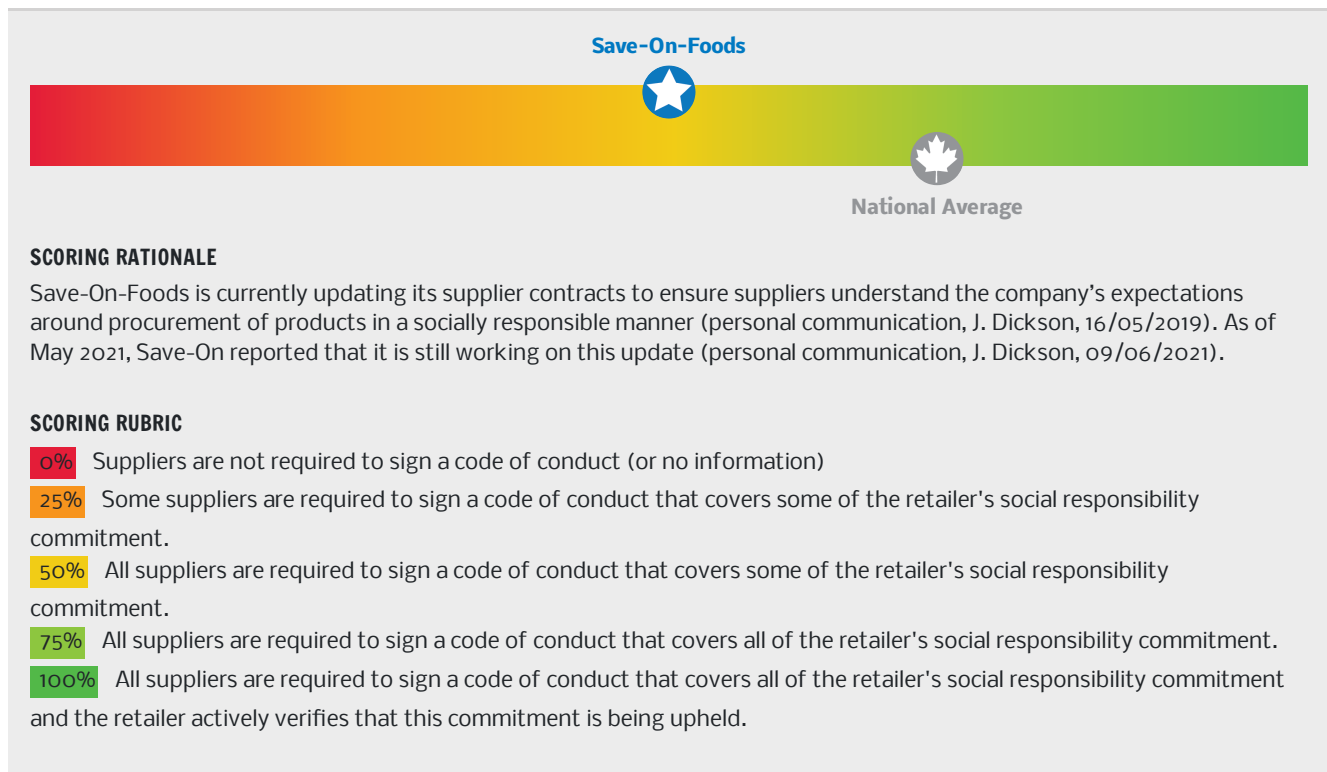 Save-On-Foods
National Average
SCORING RATIONALE
Save-On-Foods is currently updating its supplier contracts to ensure suppliers understand the company’s expectations
around procurement of products in a socially responsible manner (personal communication, J. Dickson, 16/05/2019). As of
May 2021, Save-On reported that it is still working on this update (personal communication, J. Dickson, 09/06/2021).
SCORING RUBRIC
0% Suppliers are not required to sign a code of conduct (or no information)
25% Some suppliers are required to sign a code of conduct that covers some of the retailer's social responsibility
commitment.
50% All suppliers are required to sign a code of conduct that covers some of the retailer's social responsibility
commitment.
75% All suppliers are required to sign a code of conduct that covers all of the retailer's social responsibility commitment.
100% All suppliers are required to sign a code of conduct that covers all of the retailer's social responsibility commitment
and the retailer actively verifies that this commitment is being upheld.